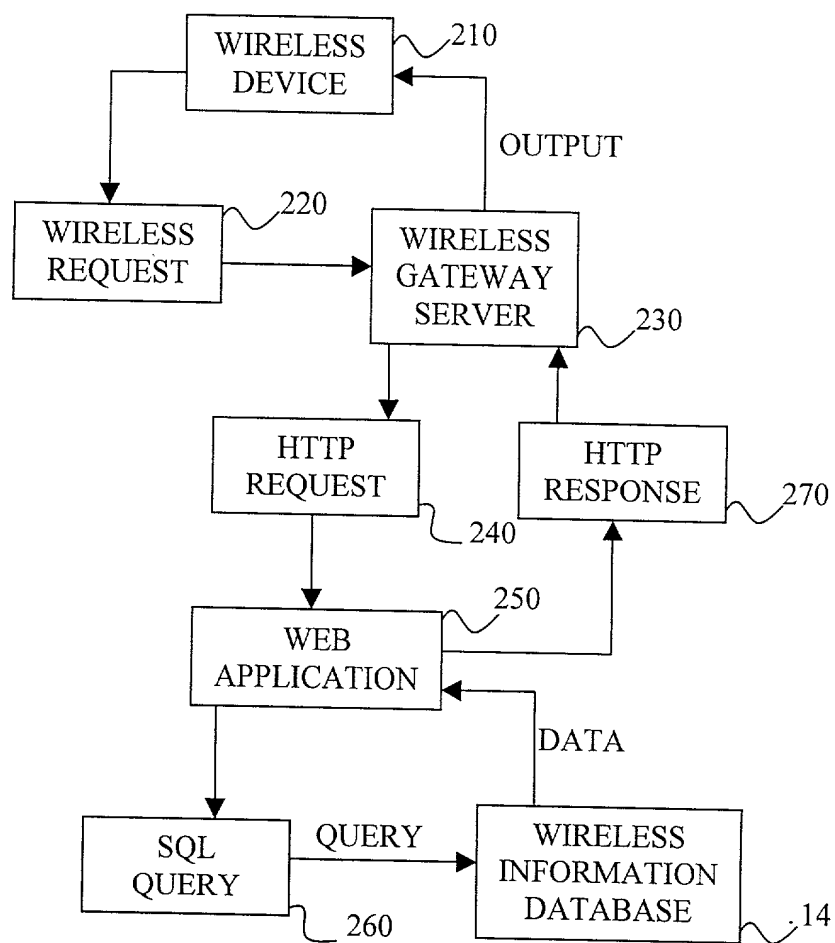 WIRELESS
DEVICE
210
OUTPUT
WIRELESS
REQUEST
220
WIRELESS
GATEWAY
SERVER
230
HTTP
REQUEST
240
HTTP
RESPONSE
270
WEB
APPLICATION
250
DATA
SQL
QUERY
260
QUERY
WIRELESS
INFORMATION
DATABASE
14